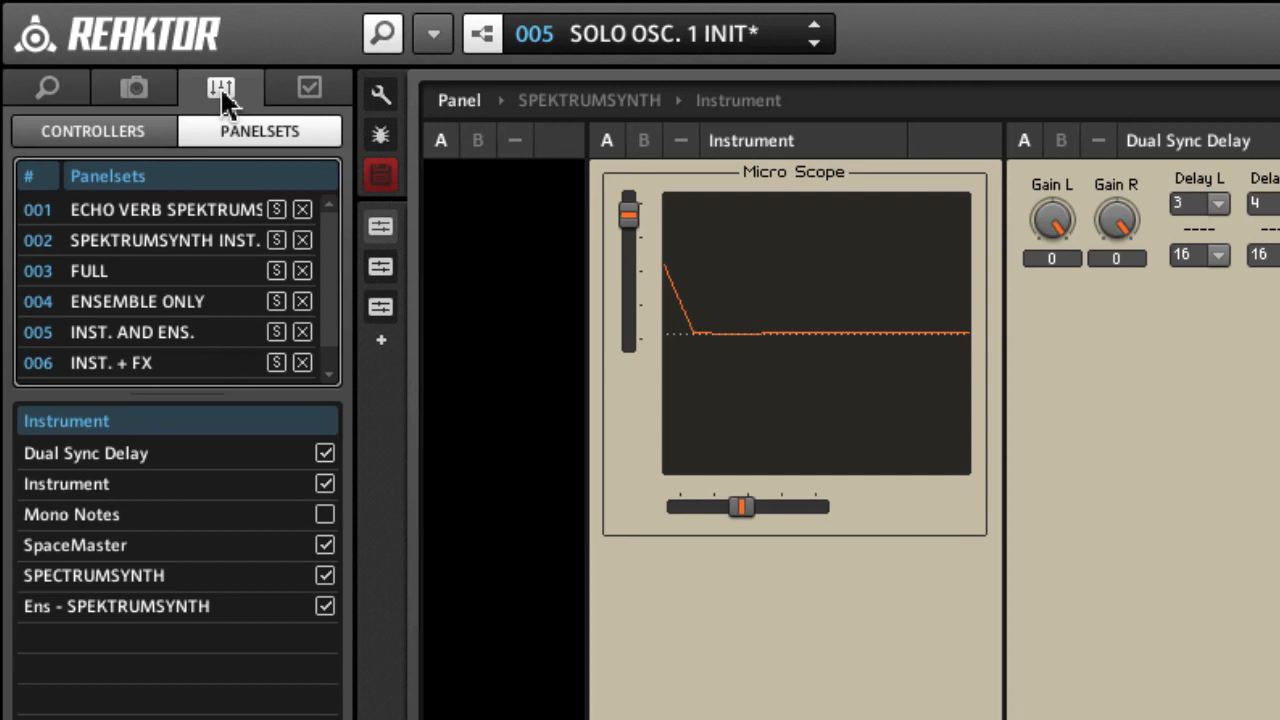 REAKTOR
005 SOLO OSC. 1 INIT*
Panel SPEKTRUMSYNTH Instrument
CONTROLLERS PANELSETS
A B – A B – Instrument A B – Dual Sync Delay
# Panelsets
001 ECHO VERB SPEKTRUMS S X
002 SPEKTRUMSYNTH INST. S X
003 FULL S X
004 ENSEMBLE ONLY S X
005 INST. AND ENS. S X
006 INST. + FX S X
Micro Scope
Gain L Gain R Delay L Dela
3 4
----
0 0 16 16
Instrument
Dual Sync Delay
Instrument
Mono Notes
SpaceMaster
SPECTRUMSYNTH
Ens - SPEKTRUMSYNTH